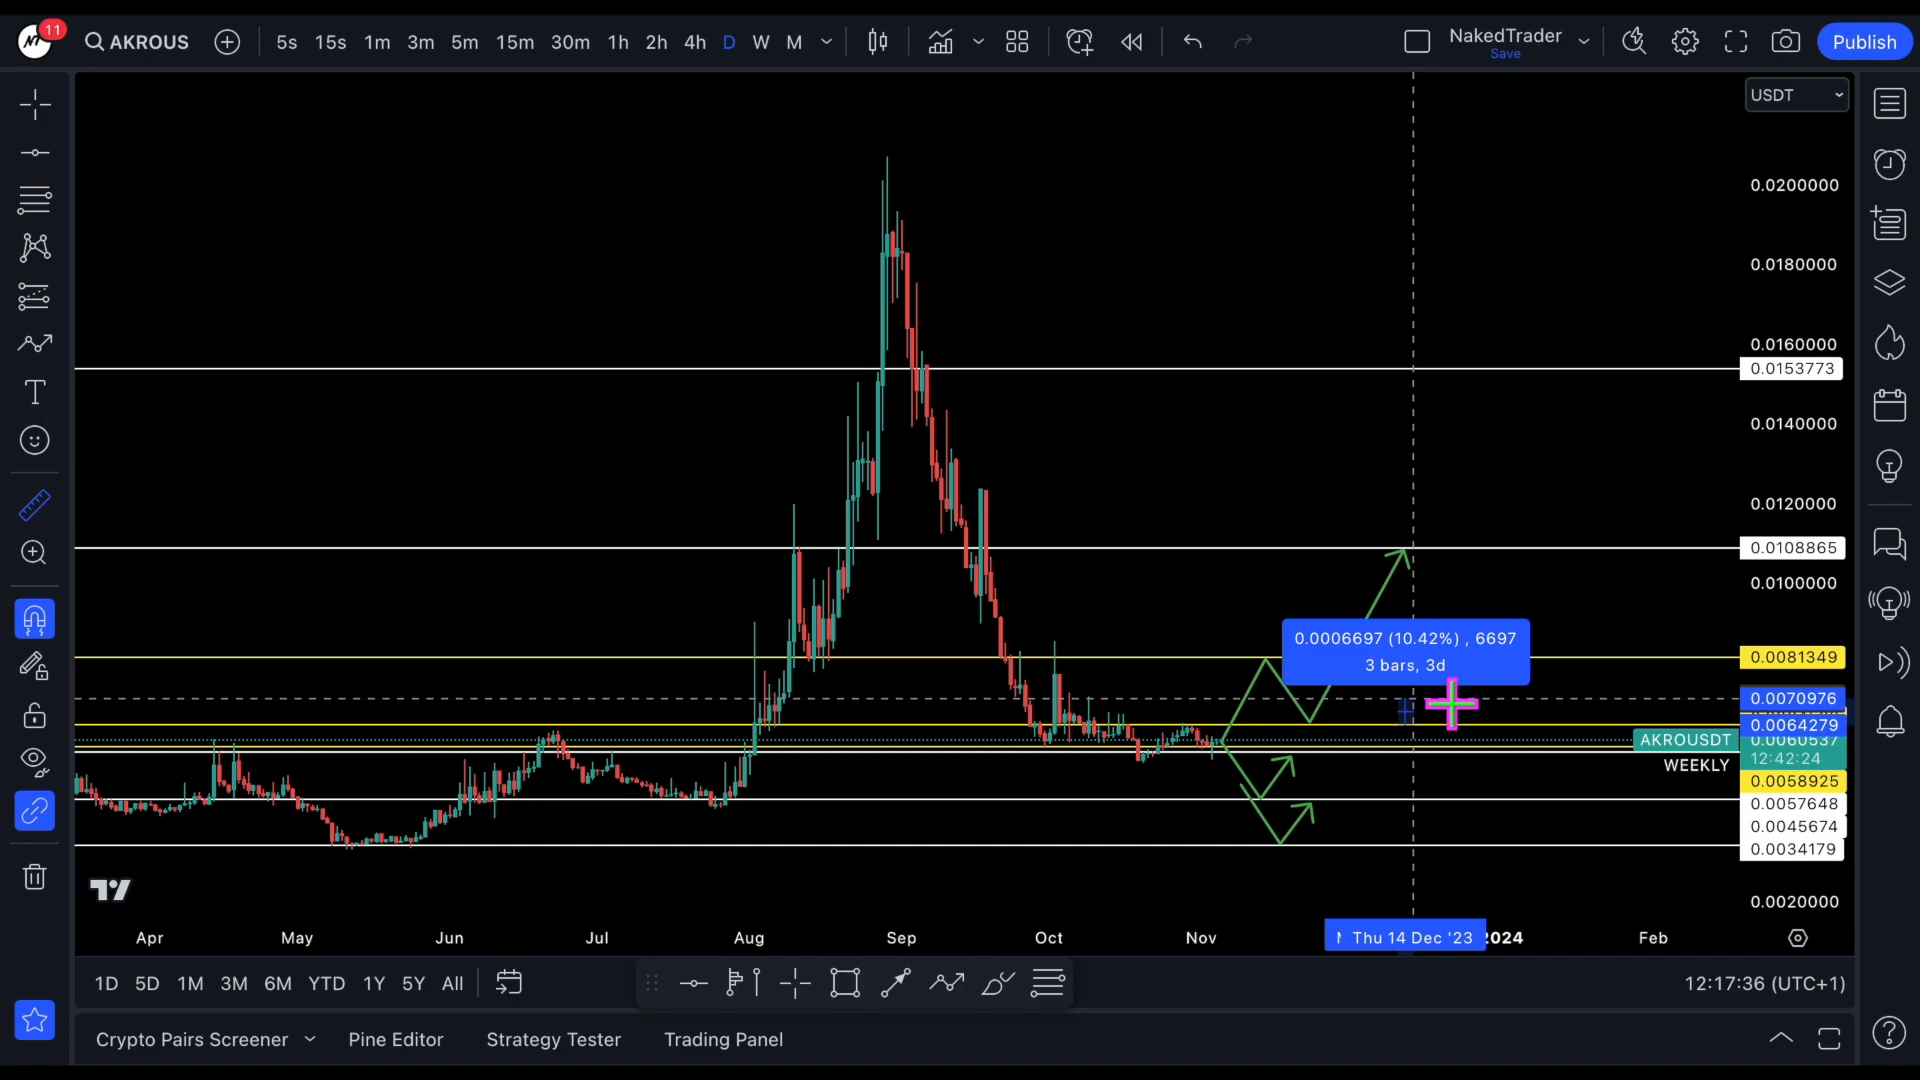 11
AKROUS 5s 15s 1m 3m 5m 15m 30m 1h 2h 4h D W M NakedTrader Save Publish
USDT
0.0200000
0.0180000
0.0160000
0.0153773
0.0140000
0.0120000
0.0108865
0.0100000
0.0006697 (10.42%) , 6697
3 bars, 3d
0.0081349
0.0070976
0.0064279
AKROUSDT 0.0060537
12:42:24
WEEKLY
0.0058925
0.0057648
0.0045674
0.0034179
0.0020000
Apr May Jun Jul Aug Sep Oct Nov Thu 14 Dec '23 2024 Feb
1D 5D 1M 3M 6M YTD 1Y 5Y All 12:17:36 (UTC+1)
Crypto Pairs Screener Pine Editor Strategy Tester Trading Panel